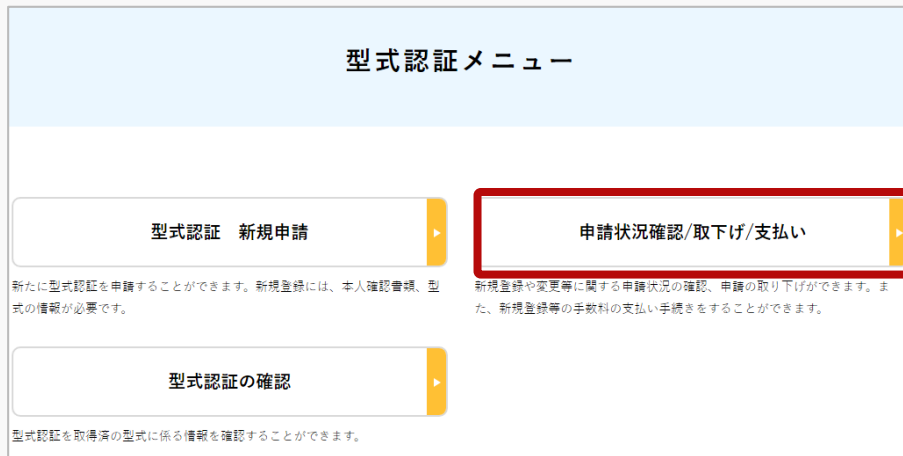 型式認証メニュー
型式認証　新規申請
新たに型式認証を申請することができます。新規登録には、本人確認書類、型
式の情報が必要です。
申請状況確認/取下げ/支払い
新規登録や変更等に関する申請状況の確認、申請の取り下げができます。ま
た、新規登録等の手数料の支払い手続きをすることができます。
型式認証の確認
型式認証を取得済の型式に係る情報を確認することができます。